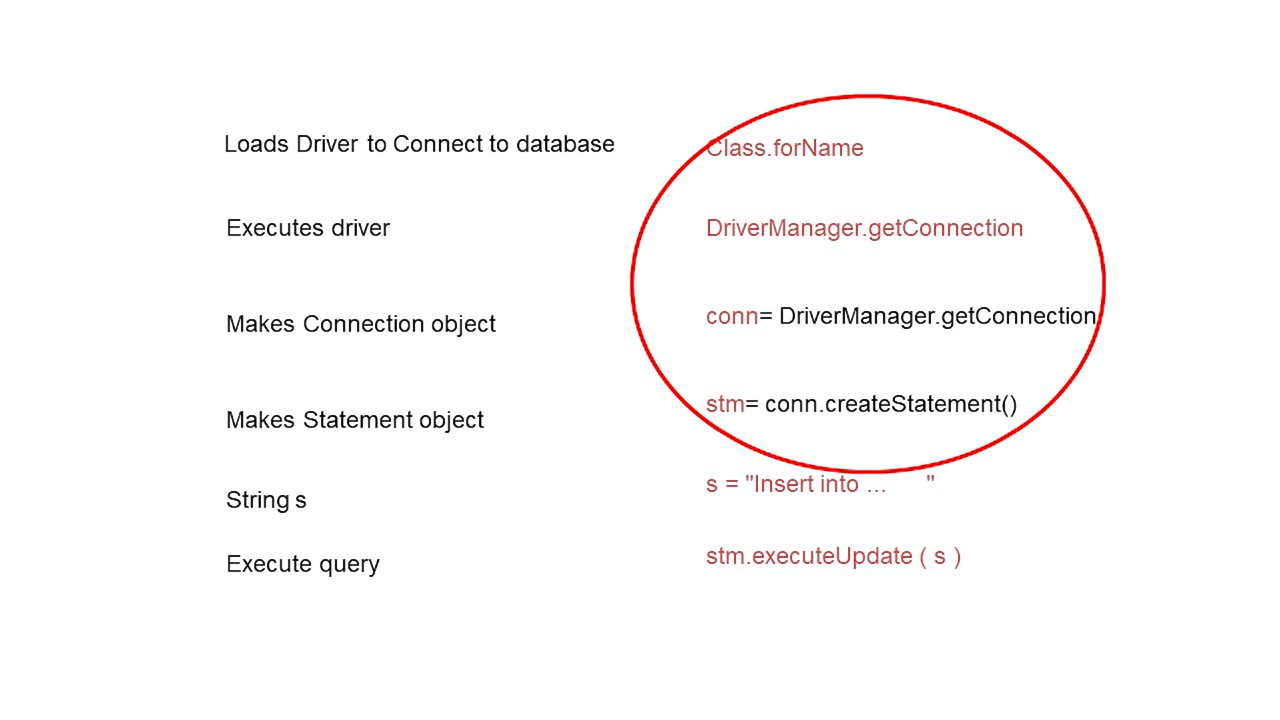 Loads Driver to Connect to database Class.forName
Executes driver DriverManager.getConnection
Makes Connection object conn= DriverManager.getConnection
Makes Statement object stm= conn.createStatement()
String s s = "Insert into ... "
Execute query stm.executeUpdate ( s )